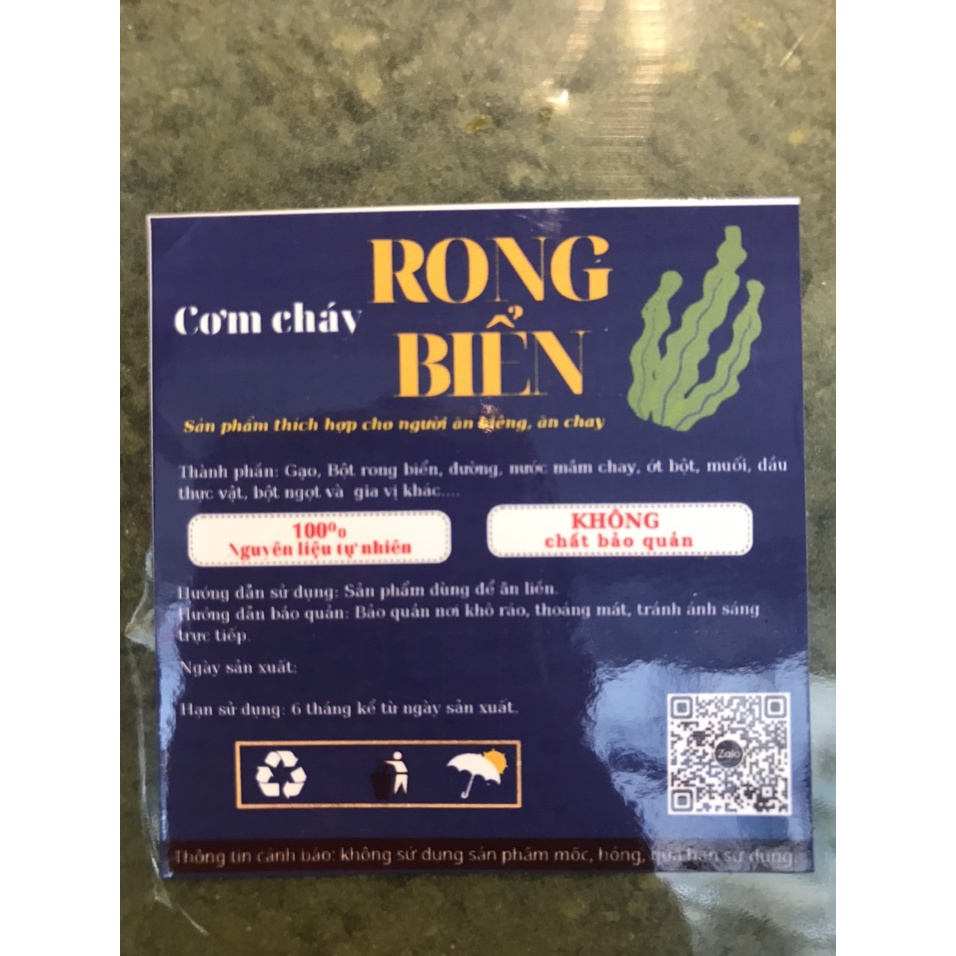 Cơm cháy
RONG
BIỂN
Sản phẩm thích hợp cho người ăn kiêng, ăn chay
Thành phần: Gạo, Bột rong biển, đường, nước mắm chay, ớt bột, muối, dầu
thực vật, bột ngọt và gia vị khác....
100%
Nguyên liệu tự nhiên
KHÔNG
chất bảo quản
Hướng dẫn sử dụng: Sản phẩm dùng để ăn liền.
Hướng dẫn bảo quản: Bảo quản nơi khô ráo, thoáng mát, tránh ánh sáng
trực tiếp.
Ngày sản xuất:
Hạn sử dụng: 6 tháng kể từ ngày sản xuất.
Zalo
Thông tin cảnh báo: không sử dụng sản phẩm mốc, hỏng, quá hạn sử dụng.